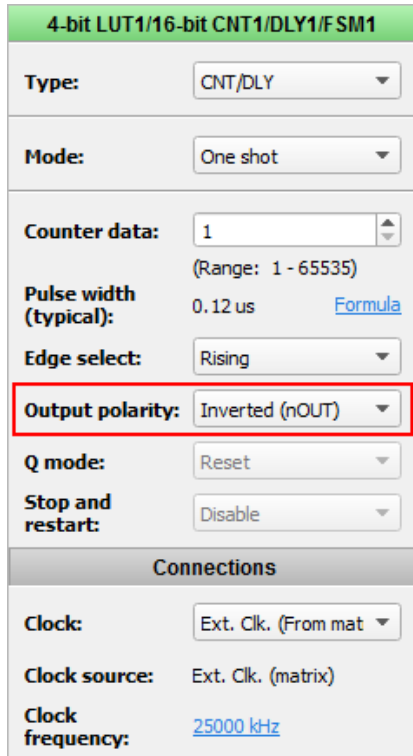 4-bit LUT1/16-bit CNT1/DLY1/FSM1
Type: CNT/DLY
Mode: One shot
Counter data: 1
(Range: 1 - 65535)
Pulse width (typical): 0.12 us Formula
Edge select: Rising
Output polarity: Inverted (nOUT)
Q mode: Reset
Stop and restart: Disable
Connections
Clock: Ext. Clk. (From mat
Clock source: Ext. Clk. (matrix)
Clock frequency: 25000 kHz